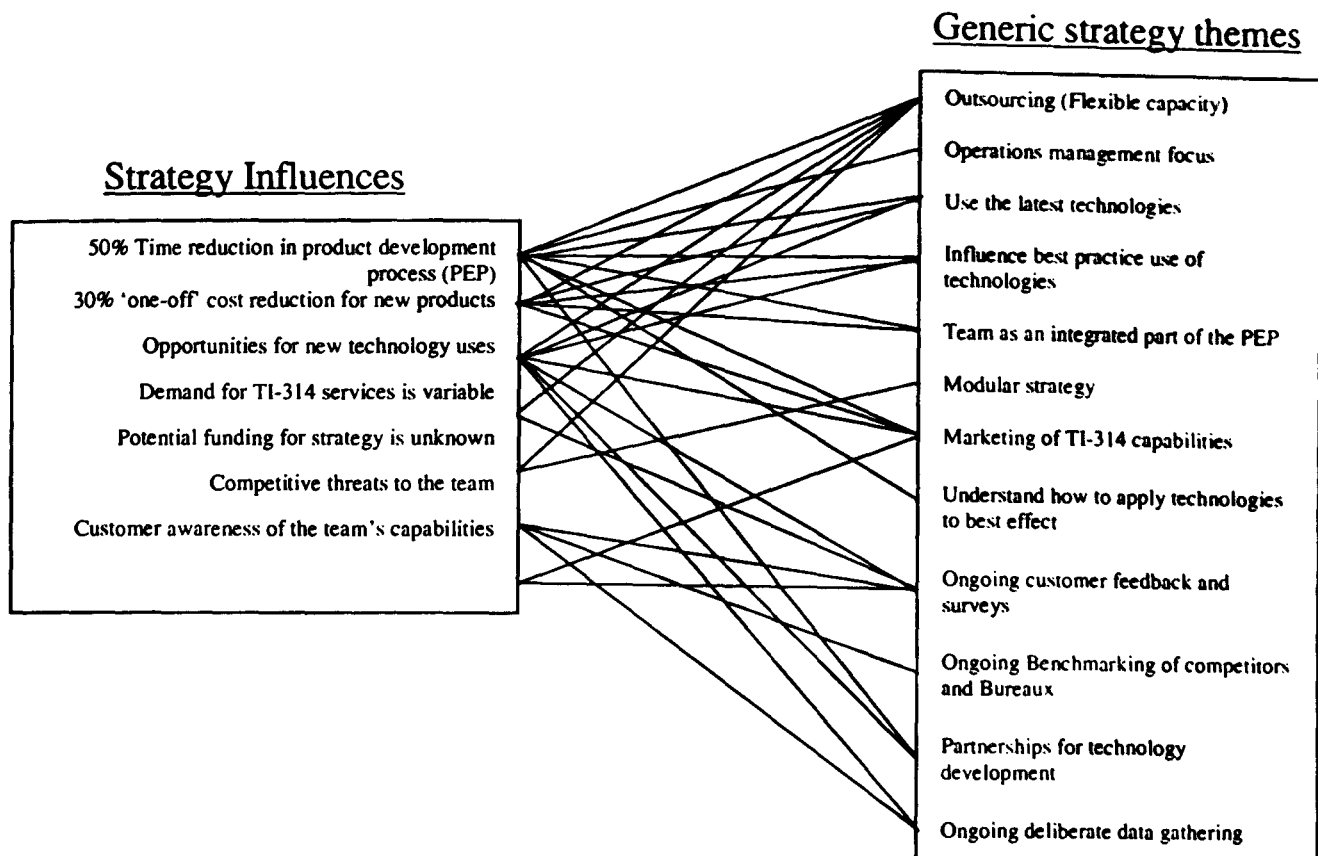 Generic strategy themes
Strategy Influences
50% Time reduction in product development
process (PEP)
30% 'one-off' cost reduction for new products
Opportunities for new technology uses
Demand for TI-314 services is variable
Potential funding for strategy is unknown
Competitive threats to the team
Customer awareness of the team's capabilities
Outsourcing (Flexible capacity)
Operations management focus
Use the latest technologies
Influence best practice use of
technologies
Team as an integrated part of the PEP
Modular strategy
Marketing of TI-314 capabilities
Understand how to apply technologies
to best effect
Ongoing customer feedback and
surveys
Ongoing Benchmarking of competitors
and Bureaux
Partnerships for technology
development
Ongoing deliberate data gathering